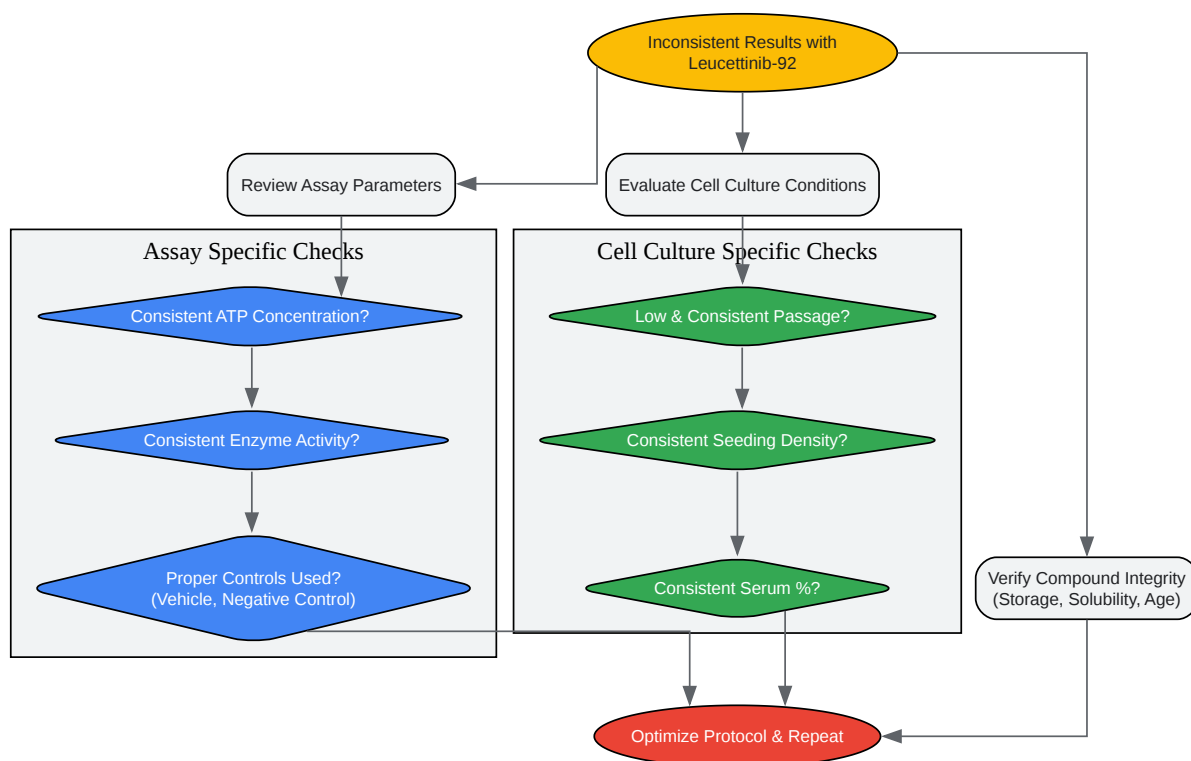 Inconsistent Results with
Leucettinib-92
Review Assay Parameters
Evaluate Cell Culture Conditions
Assay Specific Checks
Cell Culture Specific Checks
Consistent ATP Concentration?
Low & Consistent Passage?
Consistent Enzyme Activity?
Consistent Seeding Density?
Proper Controls Used?
(Vehicle, Negative Control)
Consistent Serum %?
Verify Compound Integrity
(Storage, Solubility, Age)
Optimize Protocol & Repeat